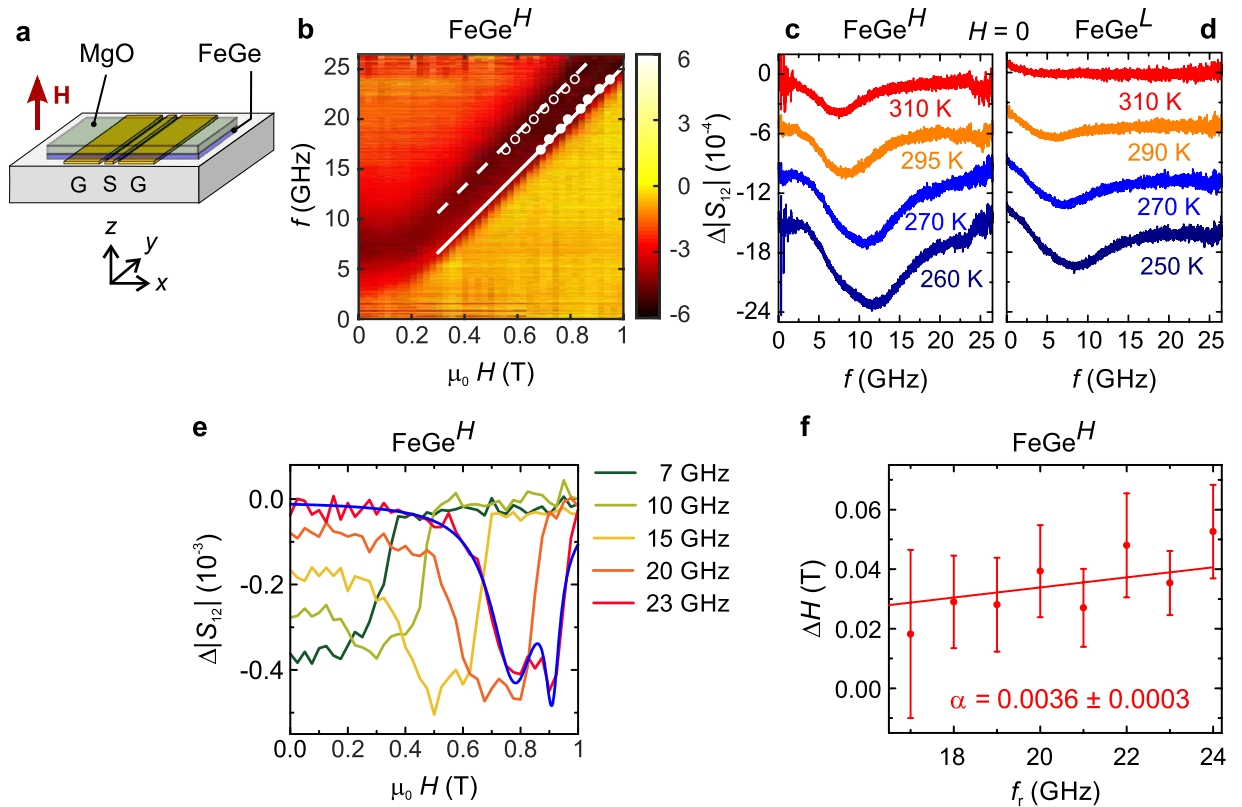 a
MgO
FeGe
H
G S G
z
y
x
b
FeGe^H
f (GHz)
25
20
15
10
5
0
0
0.2
0.4
0.6
0.8
1
μ₀ H (T)
6
3
0
-3
-6
Δ|S₁₂| (10⁻⁴)
c
FeGe^H
H = 0
FeGe^L
d
0
-6
-12
-18
-24
310 K
295 K
270 K
260 K
0 5 10 15 20 25
f (GHz)
310 K
290 K
270 K
250 K
0 5 10 15 20 25
f (GHz)
e
FeGe^H
Δ|S₁₂| (10⁻³)
0.0
-0.2
-0.4
0.0 0.2 0.4 0.6 0.8 1
μ₀ H (T)
7 GHz
10 GHz
15 GHz
20 GHz
23 GHz
f
FeGe^H
ΔH (T)
0.06
0.04
0.02
0.00
α = 0.0036 ± 0.0003
18 20 22 24
fᵣ (GHz)